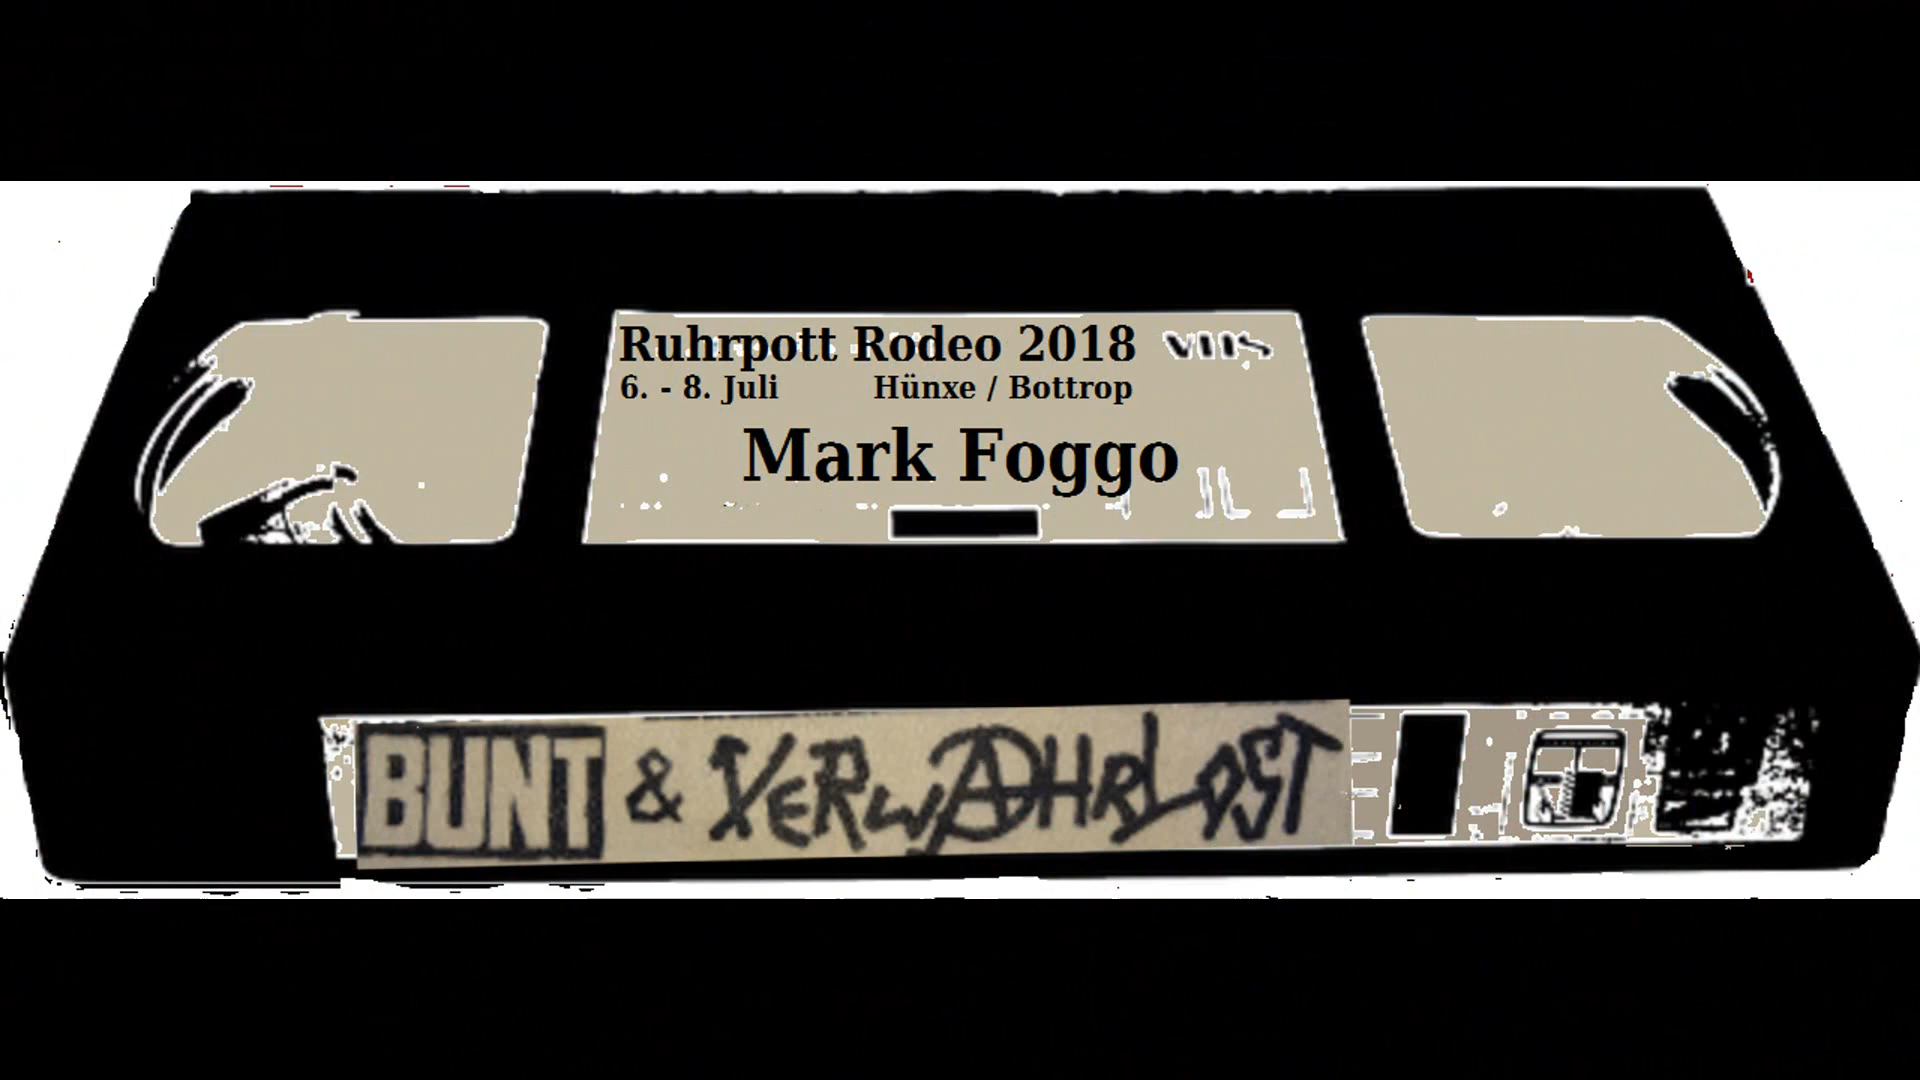 Ruhrpott Rodeo 2018 VHS
6. - 8. Juli Hünxe / Bottrop
Mark Foggo
BUNT & VERWAHRLOST